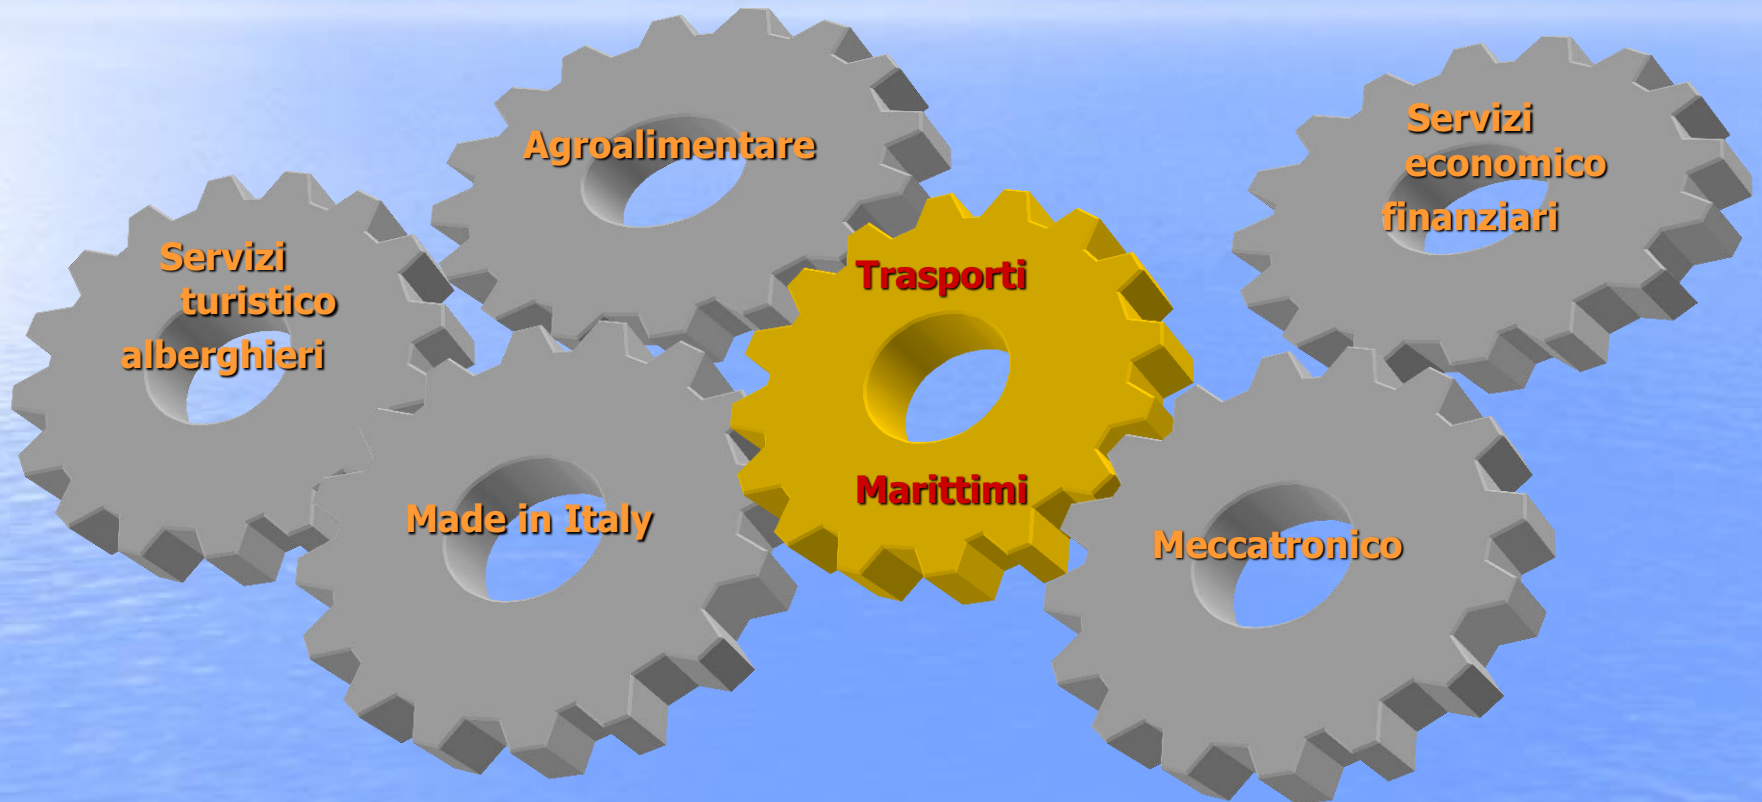 Agroalimentare
Servizi
economico
finanziari
Servizi
turistico
alberghieri
Trasporti
Marittimi
Made in Italy
Meccatronico